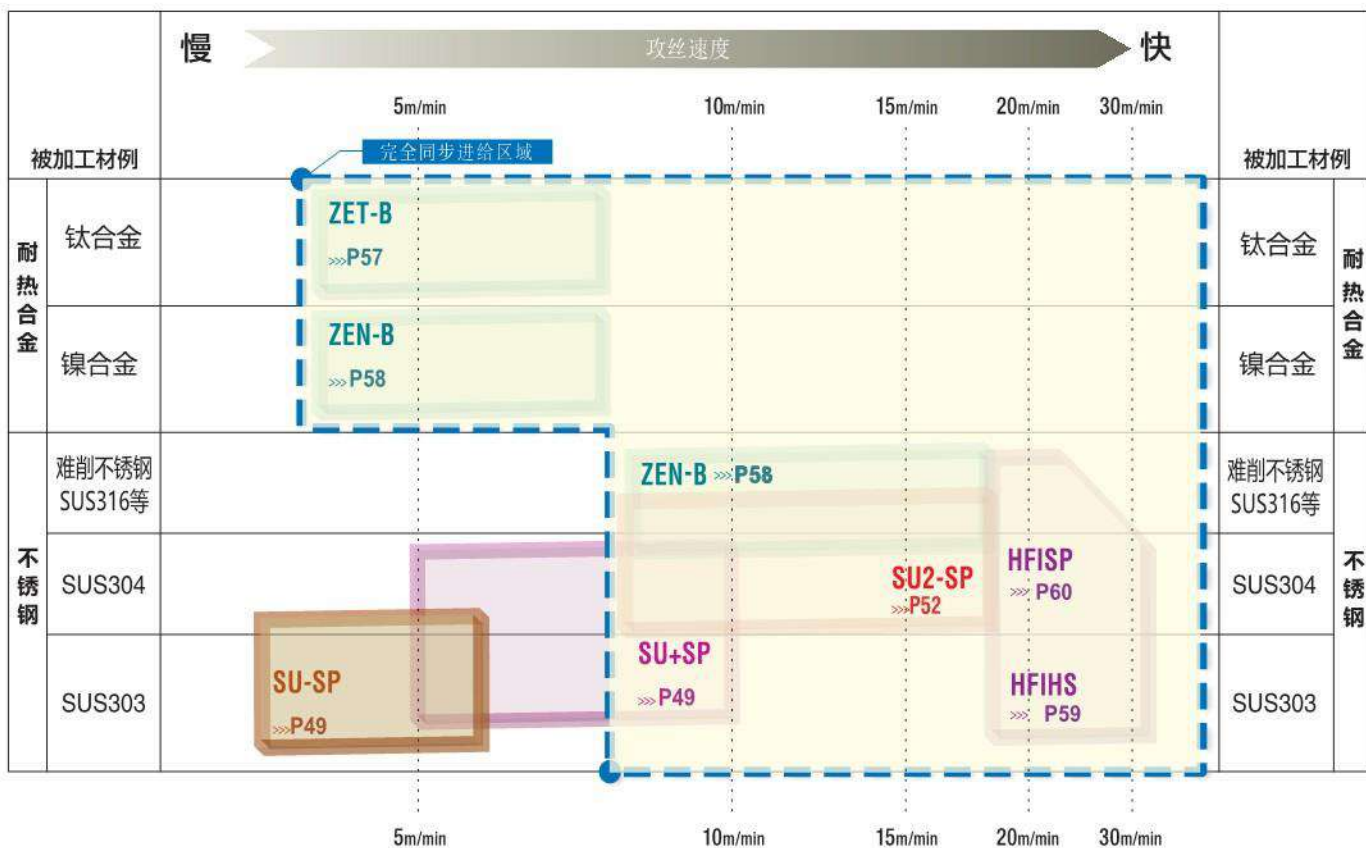 慢
攻丝速度
快
5m/min
10m/min
15m/min
20m/min
30m/min
被加工材例
完全同步进给区域
被加工材例
耐热合金
钛合金
ZET-B
>>>P57
钛合金
耐热合金
镍合金
ZEN-B
>>>P58
镍合金
不锈钢
难削不锈钢
SUS316等
ZEN-B >>>P58
难削不锈钢
SUS316等
不锈钢
SUS304
SU2-SP
>>>P52
HFISP
>>> P60
SUS304
SUS303
SU-SP
>>>P49
SU+SP
>>>P49
HFIHS
>>> P59
SUS303
5m/min
10m/min
15m/min
20m/min
30m/min